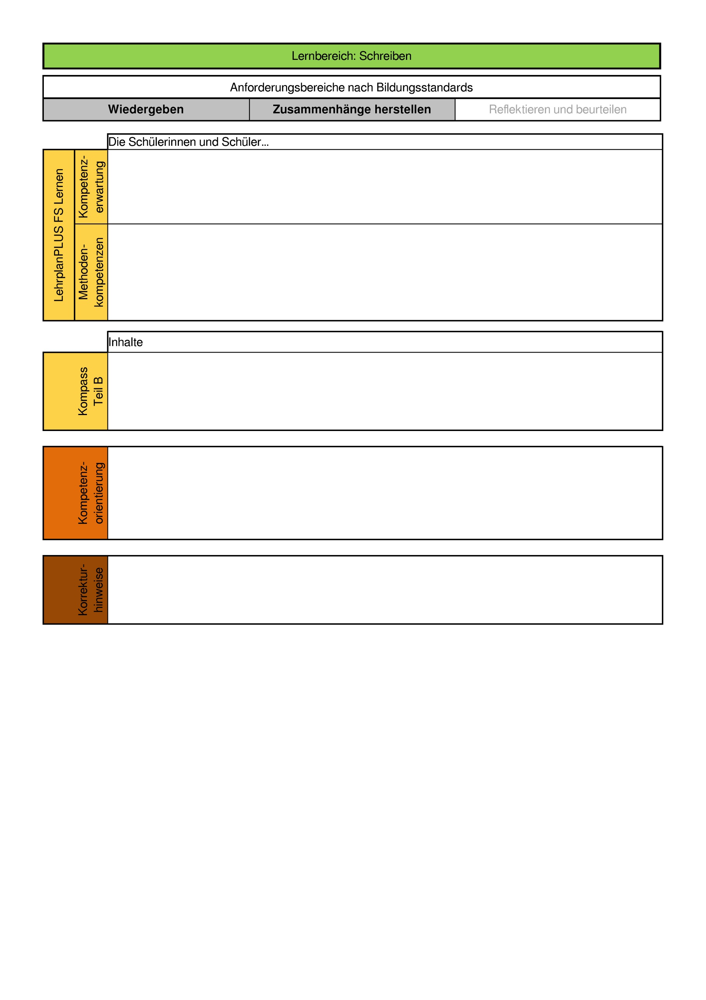 Lernbereich: Schreiben
Anforderungsbereiche nach Bildungsstandards
Wiedergeben
Zusammenhänge herstellen
Reflektieren und beurteilen
Die Schülerinnen und Schüler...
LehrplanPLUS FS Lernen
Kompetenz-
erwartung
Methoden-
kompetenzen
Inhalte
Kompass
Teil B
Kompetenz-
orientierung
Korrektur-
hinweise